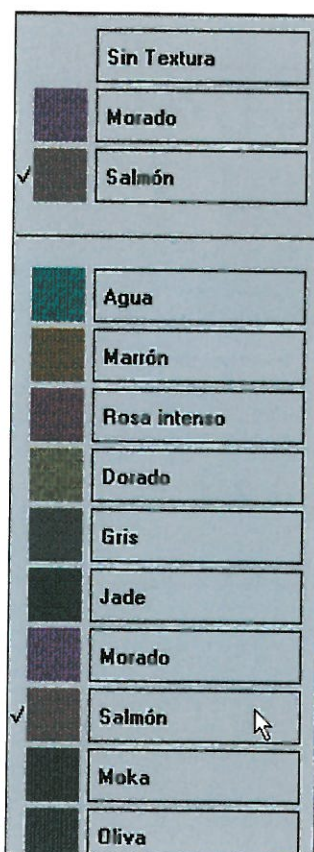 Sin Textura
Morado
Salmón
Agua
Marrón
Rosa intenso
Dorado
Gris
Jade
Morado
Salmón
Moka
Oliva